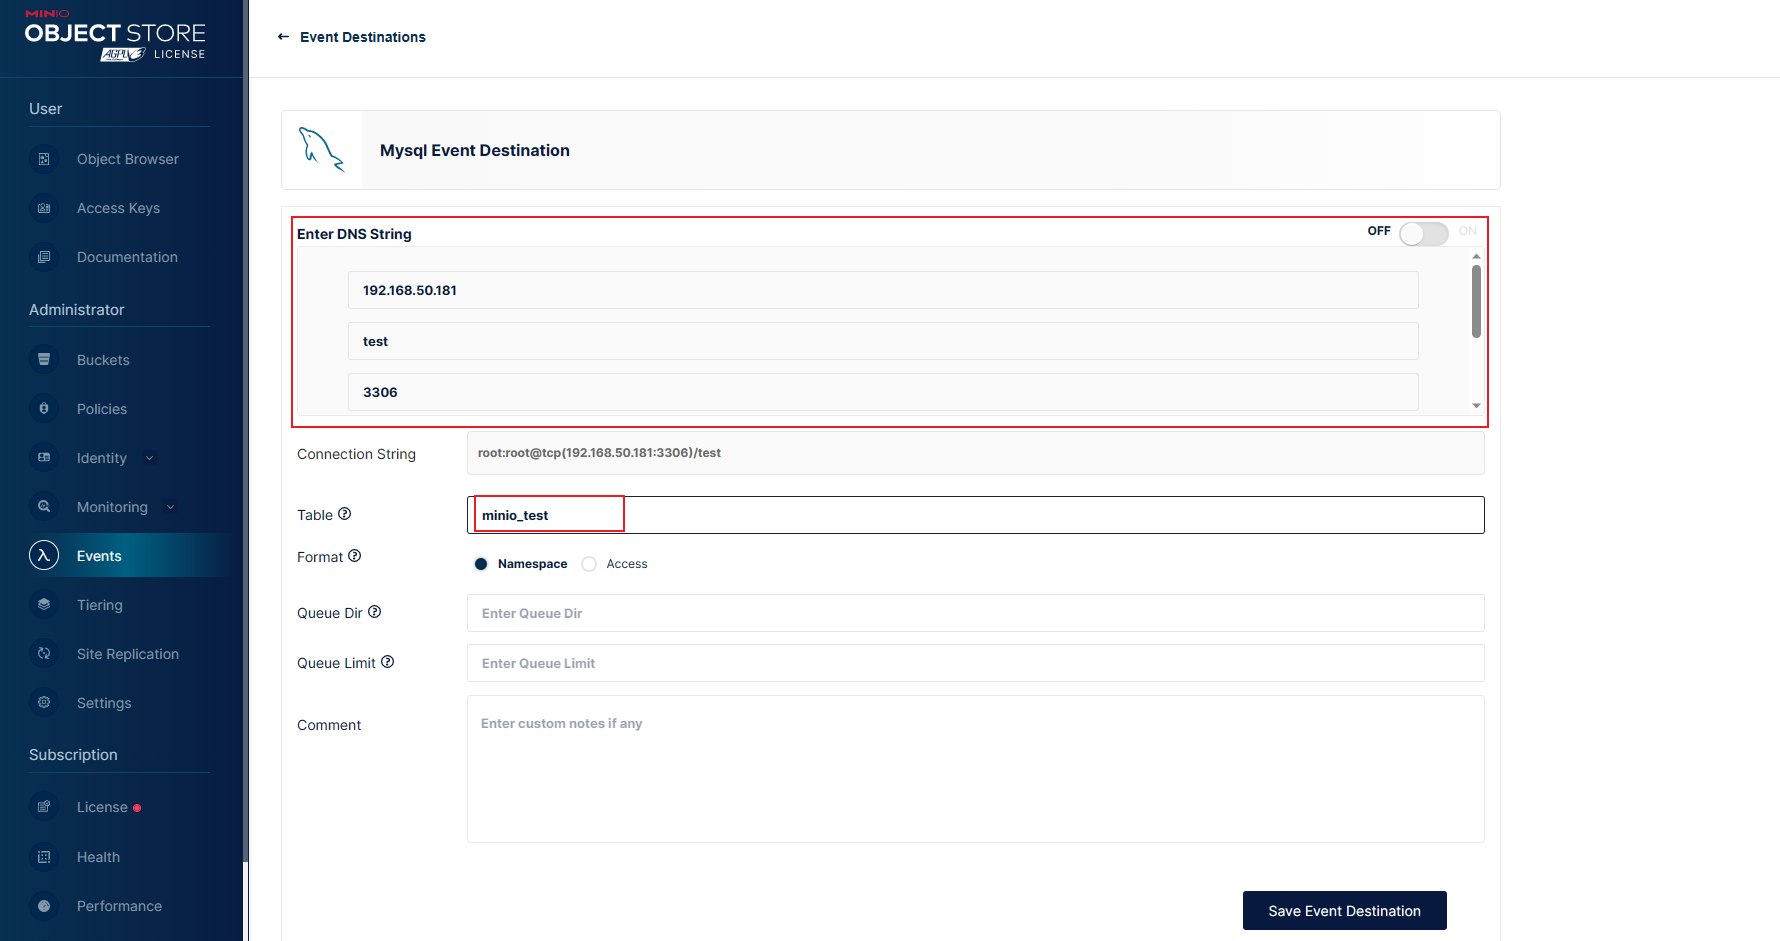 MINIO
OBJECT STORE
AGPLv3 LICENSE
User
Object Browser
Access Keys
Documentation
Administrator
Buckets
Policies
Identity
Monitoring
Events
Tiering
Site Replication
Settings
Subscription
License
Health
Performance
Event Destinations
Mysql Event Destination
Enter DNS String
OFF
ON
192.168.50.181
test
3306
Connection String
root:root@tcp(192.168.50.181:3306)/test
Table
minio_test
Format
Namespace
Access
Queue Dir
Enter Queue Dir
Queue Limit
Enter Queue Limit
Comment
Enter custom notes if any
Save Event Destination